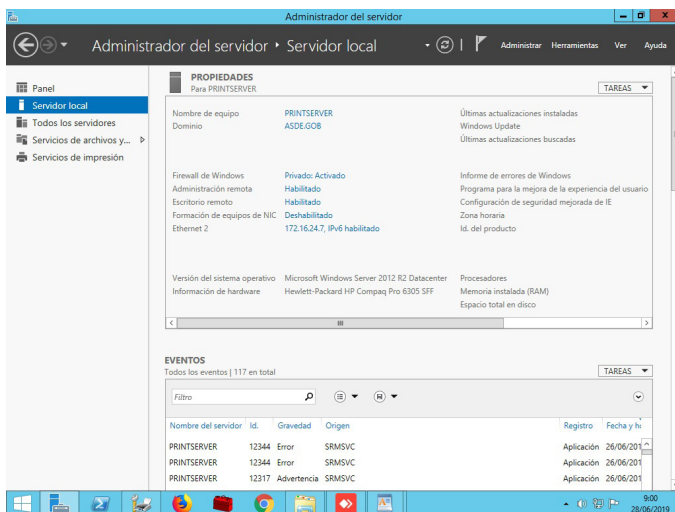 Administrador del servidor
Administrador del servidor ‣ Servidor local
Administrar Herramientas Ver Ayuda
Panel
Servidor local
Todos los servidores
Servicios de archivos y...
Servicios de impresión
PROPIEDADES
Para PRINTSERVER
TAREAS
Nombre de equipo PRINTSERVER Últimas actualizaciones instaladas
Dominio ASDE.GOB Windows Update
Últimas actualizaciones buscadas
Firewall de Windows Privado: Activado Informe de errores de Windows
Administración remota Habilitado Programa para la mejora de la experiencia del usuario
Escritorio remoto Habilitado Configuración de seguridad mejorada de IE
Formación de equipos de NIC Deshabilitado Zona horaria
Ethernet 2 172.16.24.7, IPv6 habilitado Id. del producto
Versión del sistema operativo Microsoft Windows Server 2012 R2 Datacenter Procesadores
Información de hardware Hewlett-Packard HP Compaq Pro 6305 SFF Memoria instalada (RAM)
Espacio total en disco
EVENTOS
Todos los eventos | 117 en total
TAREAS
Filtro
Nombre del servidor Id. Gravedad Origen Registro Fecha y h
PRINTSERVER 12344 Error SRMSVC Aplicación 26/06/201
PRINTSERVER 12344 Error SRMSVC Aplicación 26/06/201
PRINTSERVER 12317 Advertencia SRMSVC Aplicación 26/06/201
9:00
28/06/2019